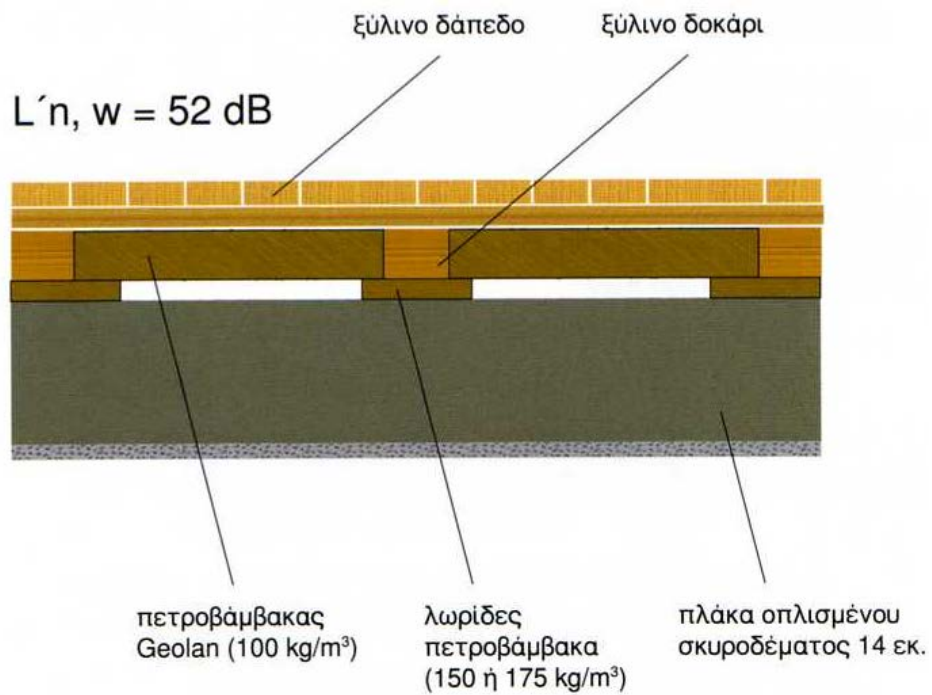 ξύλινο δάπεδο
ξύλινο δοκάρι
L´n, w = 52 dB
πετροβάμβακας
Geolan (100 kg/m³)
λωρίδες
πετροβάμβακα
(150 ή 175 kg/m³)
πλάκα οπλισμένου
σκυροδέματος 14 εκ.